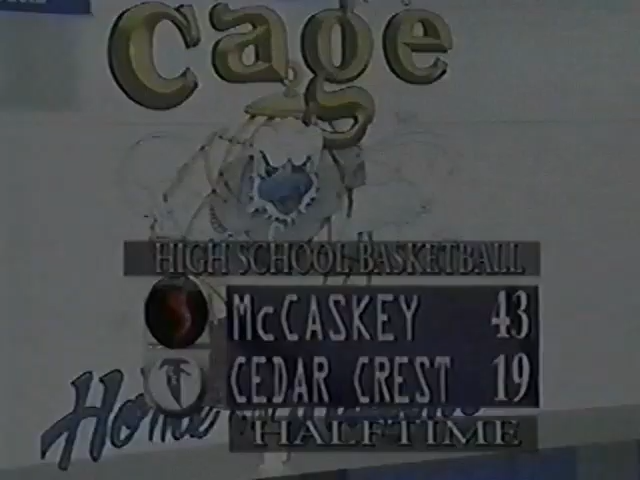 Cage
HIGH SCHOOL BASKETBALL
McCASKEY 43
CEDAR CREST 19
HALFTIME